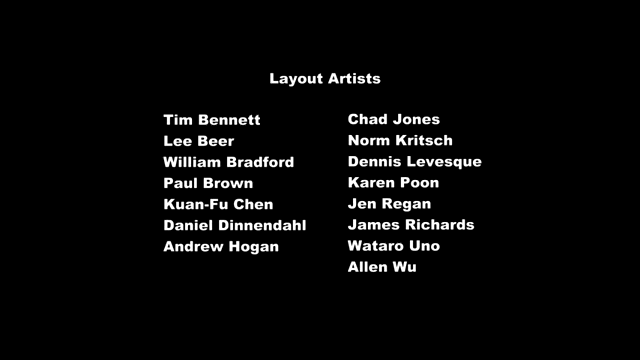 Layout Artists
Tim Bennett
Lee Beer
William Bradford
Paul Brown
Kuan-Fu Chen
Daniel Dinnendahl
Andrew Hogan
Chad Jones
Norm Kritsch
Dennis Levesque
Karen Poon
Jen Regan
James Richards
Wataro Uno
Allen Wu